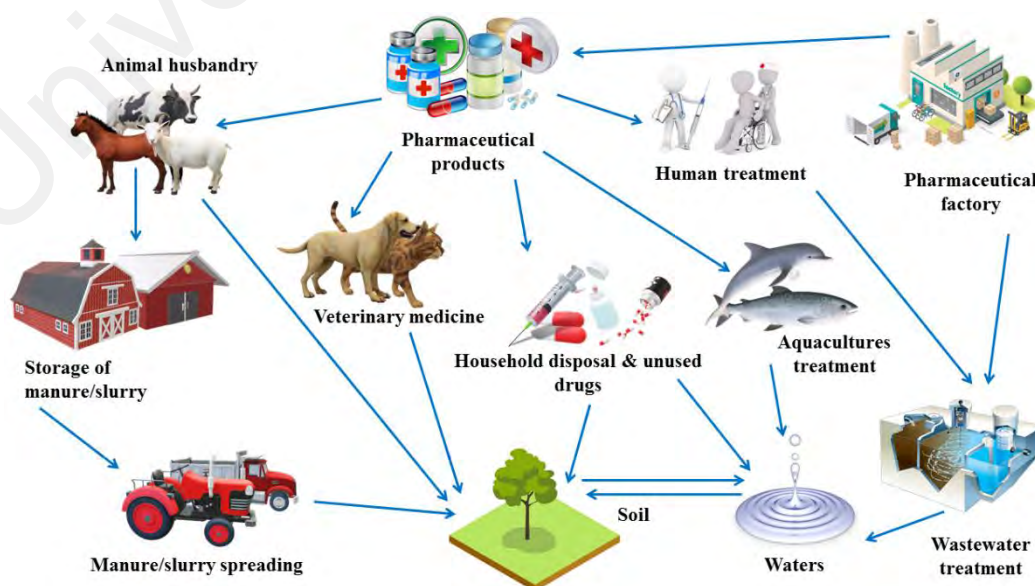 Univer
Animal husbandry
Pharmaceutical
products
Human treatment
Pharmaceutical
factory
Veterinary medicine
Household disposal & unused
drugs
Aquacultures
treatment
Storage of
manure/slurry
Soil
Manure/slurry spreading
Waters
Wastewater
treatment